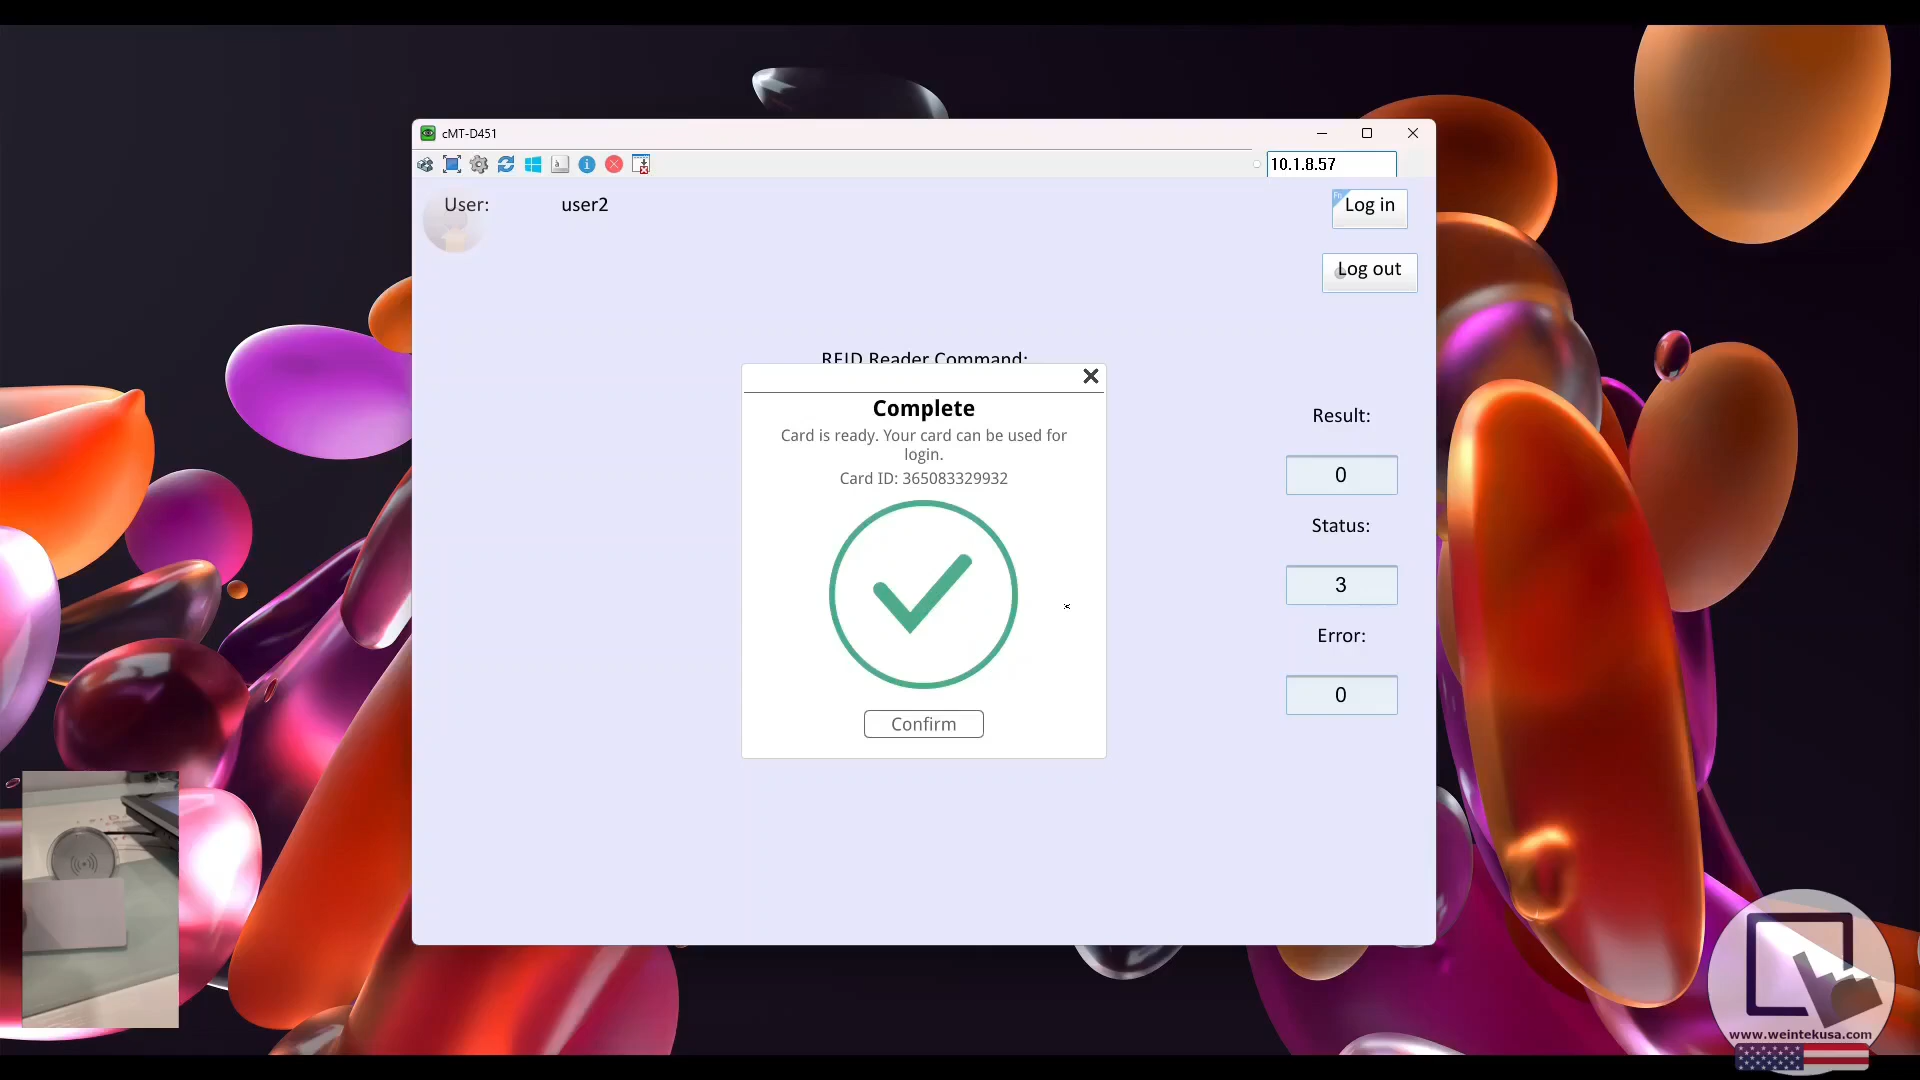 cMT-D451
10.1.8.57
User: user2
Log in
Log out
RFID Reader Command:
Complete
Card is ready. Your card can be used for
login.
Card ID: 365083329932
Confirm
Result:
0
Status:
3
Error:
0
www.weintekusa.com